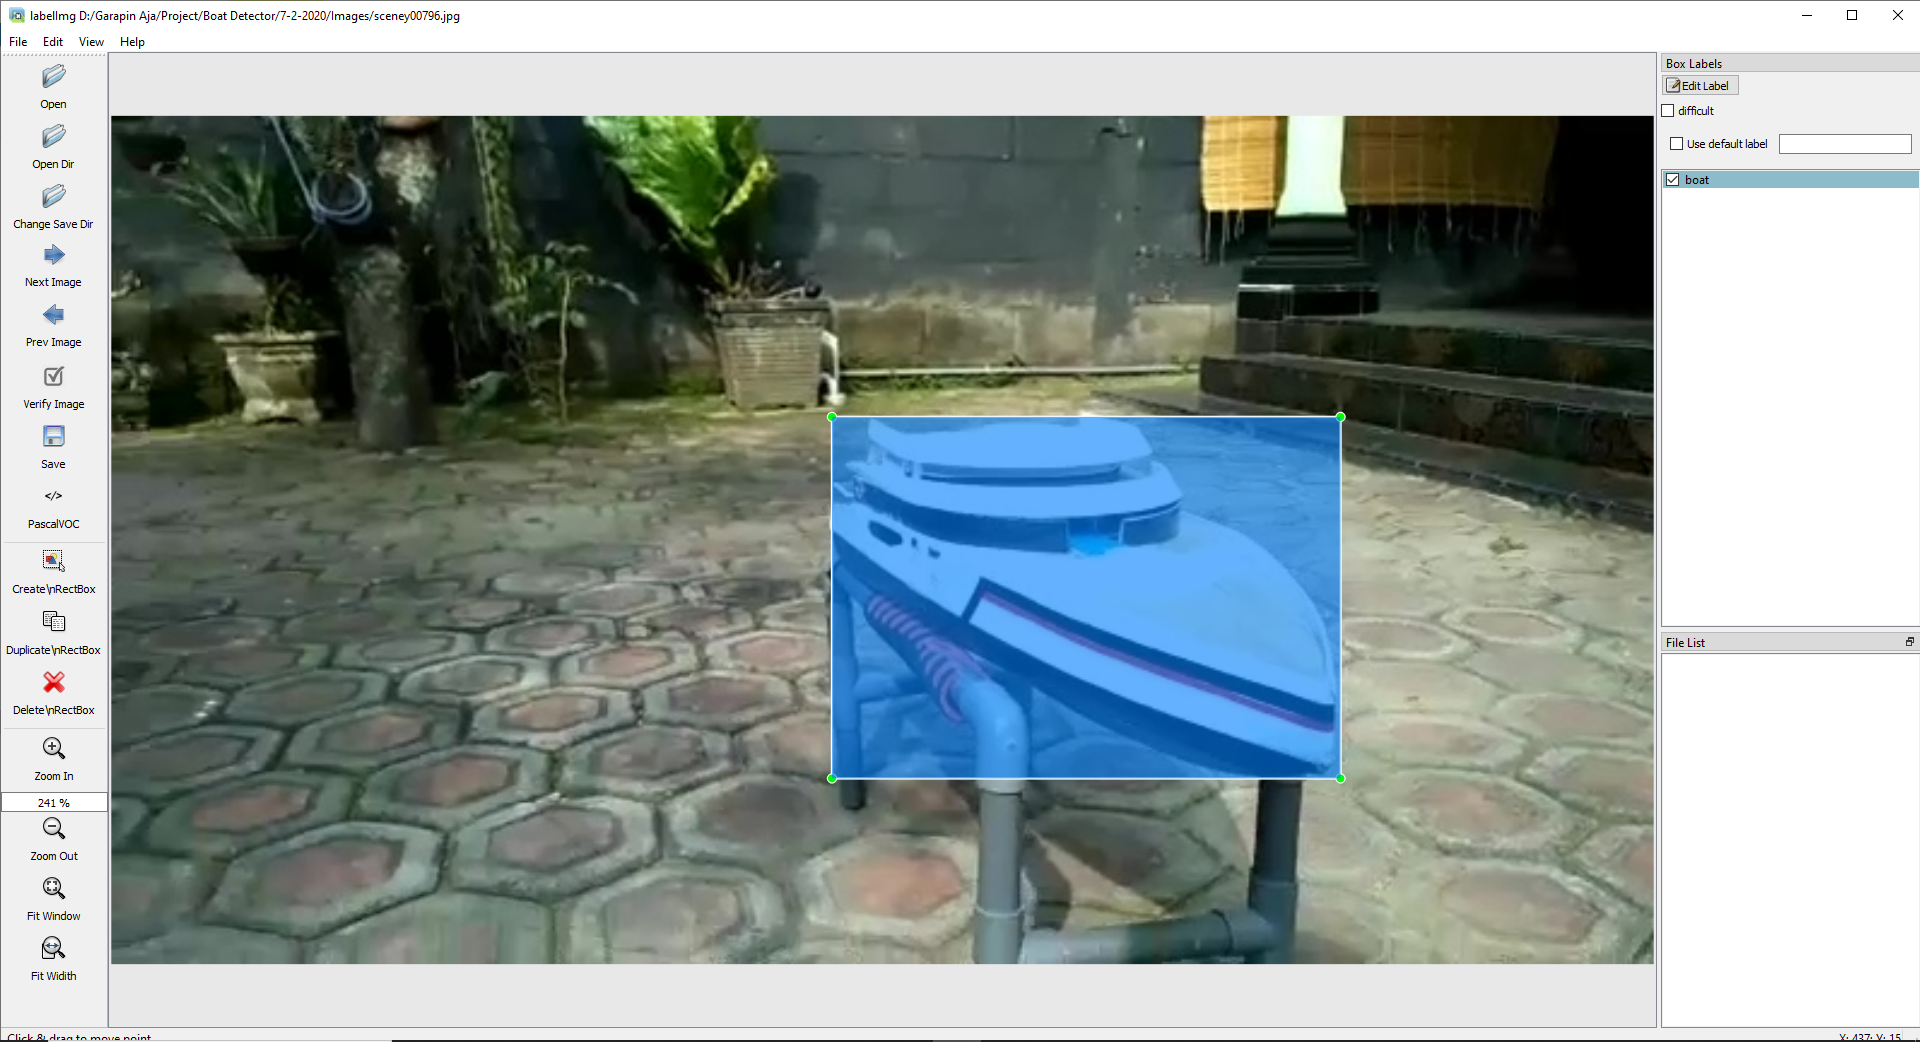 labelImg D:/Garapin Aja/Project/Boat Detector/7-2-2020/Images/sceney00796.jpg
File Edit View Help
Open
Open Dir
Change Save Dir
Next Image
Prev Image
Verify Image
Save
</>
PascalVOC
Create\nRectBox
Duplicate\nRectBox
Delete\nRectBox
Zoom In
241 %
Zoom Out
Fit Window
Fit Width
Box Labels
Edit Label
difficult
Use default label
boat
File List
Click & drag to move point
X: 437; Y: 15